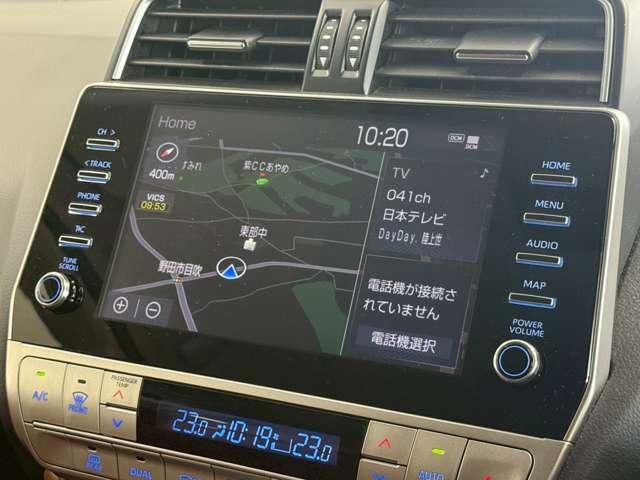 Home
10:20
DCM
DCM
すみれ
紫CCあやめ
400m
VICS
09:53
東部中
野田市目吹
TV
041ch
日本テレビ
DayDay. 陸上世
電話機が接続さ
れていません
電話機選択
CH >
< TRACK
PHONE
TUNE
SCROLL
HOME
MENU
AUDIO
MAP
POWER
VOLUME
A/C
FRONT
PASSENGER
TEMP
23.0
10:19
23.0
REAR
DUAL
AUTO